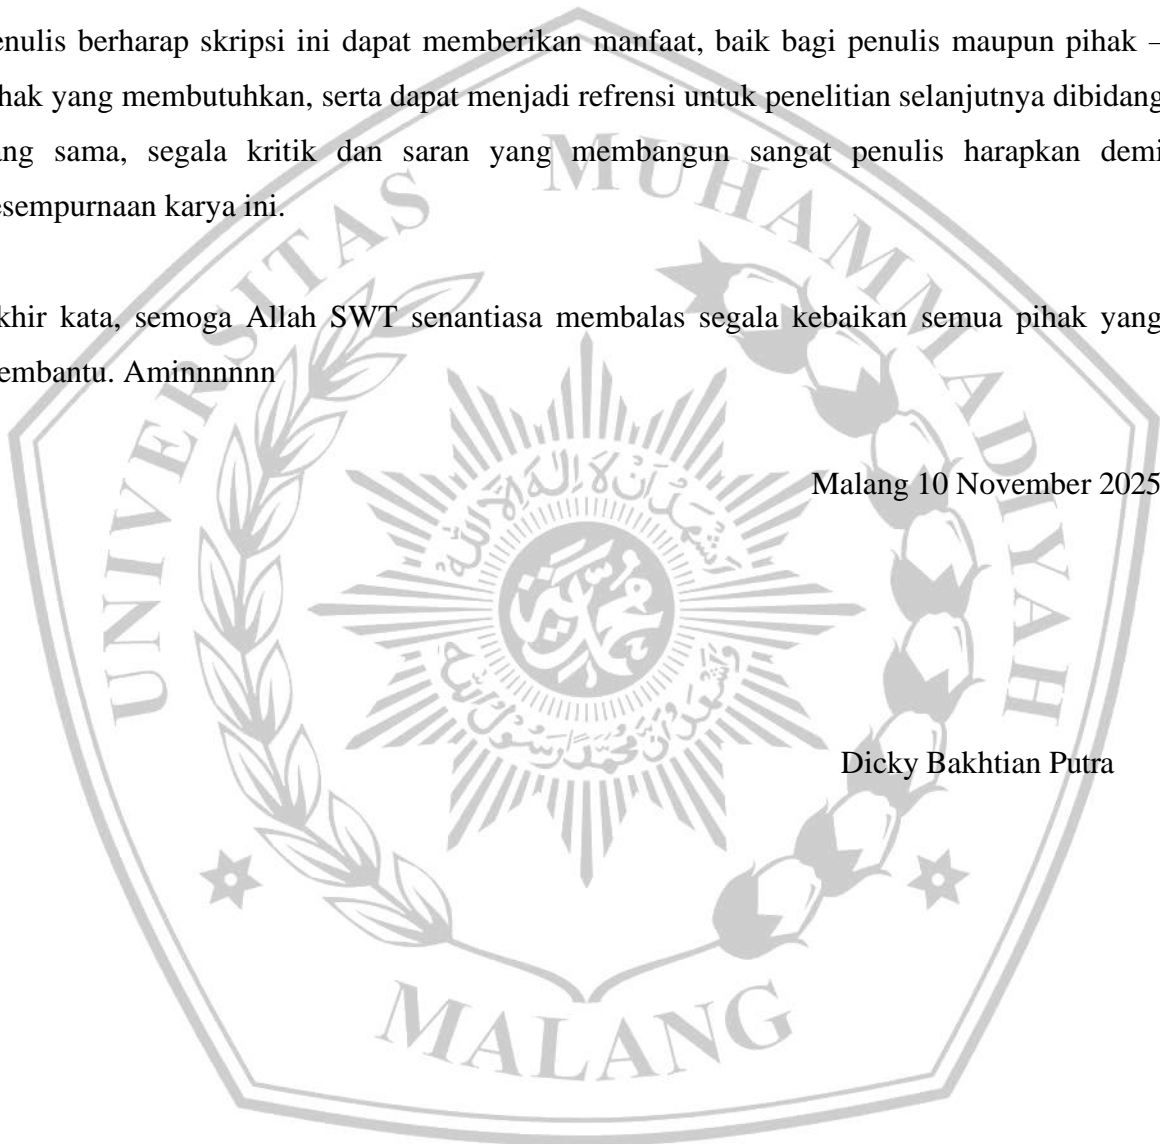 enulis berharap skripsi ini dapat memberikan manfaat, baik bagi penulis maupun pihak –
ihak yang membutuhkan, serta dapat menjadi refrensi untuk penelitian selanjutnya dibidang
ang sama, segala kritik dan saran yang membangun sangat penulis harapkan demi
esempurnaan karya ini.
khir kata, semoga Allah SWT senantiasa membalas segala kebaikan semua pihak yang
embantu. Aminnnnnn
Malang 10 November 2025
Dicky Bakhtian Putra
UNIVERSITAS MUHAMMADIYAH
MALANG